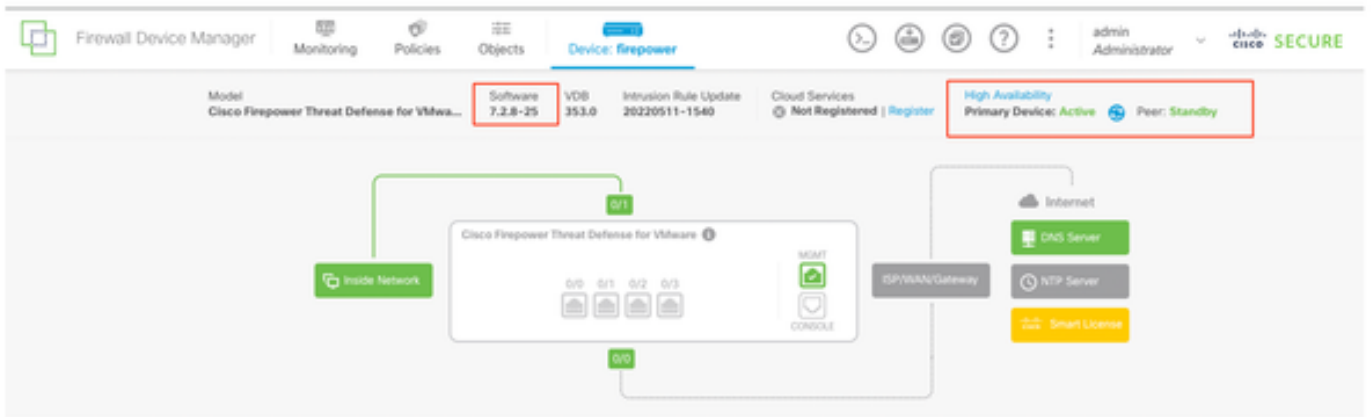 Firewall Device Manager
Monitoring
Policies
Objects
Device: firepower
admin
Administrator
CISCO SECURE
Model
Cisco Firepower Threat Defense for VMwa...
Software
7.2.8-25
VDB
353.0
Intrusion Rule Update
20220511-1540
Cloud Services
Not Registered | Register
High Availability
Primary Device: Active Peer: Standby
0/1
Internet
Cisco Firepower Threat Defense for VMware
DNS Server
MGMT
Inside Network
0/0 0/1 0/2 0/3
ISP/WAN/Gateway
NTP Server
CONSOLE
Smart License
0/0